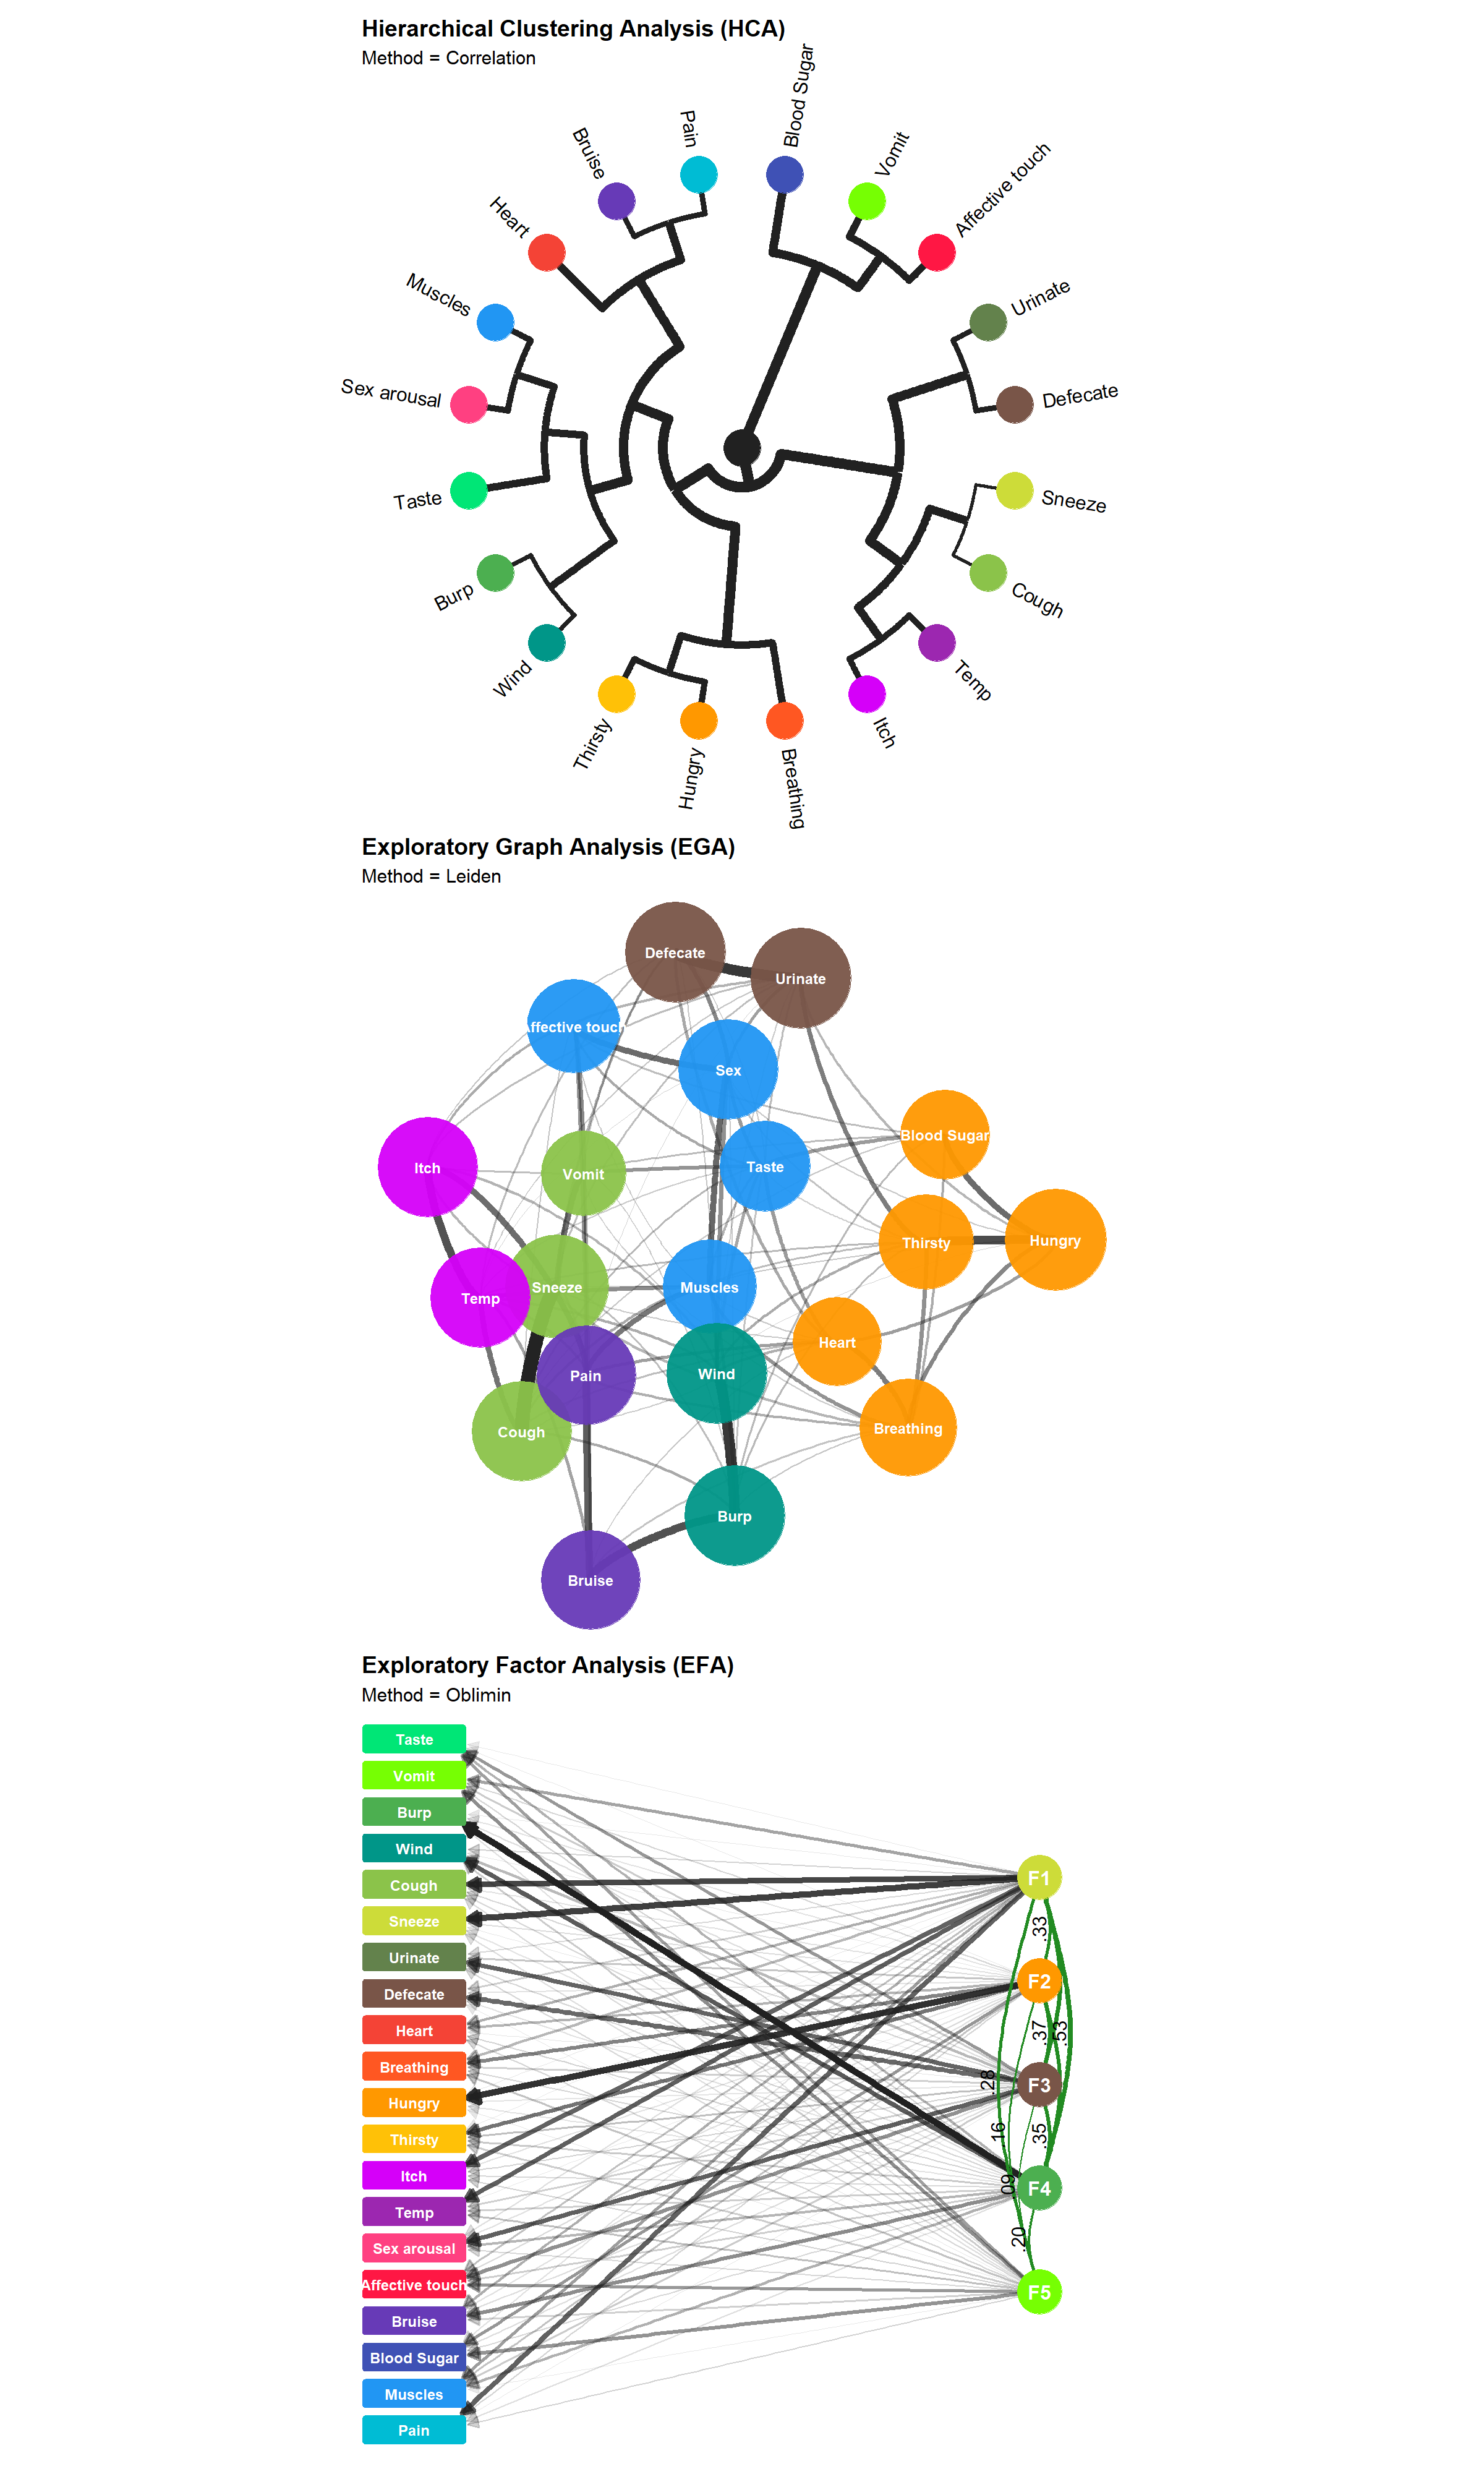 Hierarchical Clustering Analysis (HCA)
Method = Correlation
Blood Sugar
Pain
Vomit
Bruise
Affective touch
Heart
Muscles
Urinate
Sex arousal
Defecate
Taste
Sneeze
Burp
Cough
Wind
Temp
Thirsty
Hungry
Breathing
Itch
Exploratory Graph Analysis (EGA)
Method = Leiden
Defecate
Urinate
Affective touch
Sex
Blood Sugar
Itch
Vomit
Taste
Thirsty
Hungry
Sneeze
Muscles
Temp
Heart
Pain
Wind
Cough
Breathing
Burp
Bruise
Exploratory Factor Analysis (EFA)
Method = Oblimin
Taste
Vomit
Burp
Wind
Cough
Sneeze
Urinate
Defecate
Heart
Breathing
Hungry
Thirsty
Itch
Temp
Sex arousal
Affective touch
Bruise
Blood Sugar
Muscles
Pain
F1
.33
F2
.37
.53
F3
.28
.16
.35
F4
.09
.20
F5